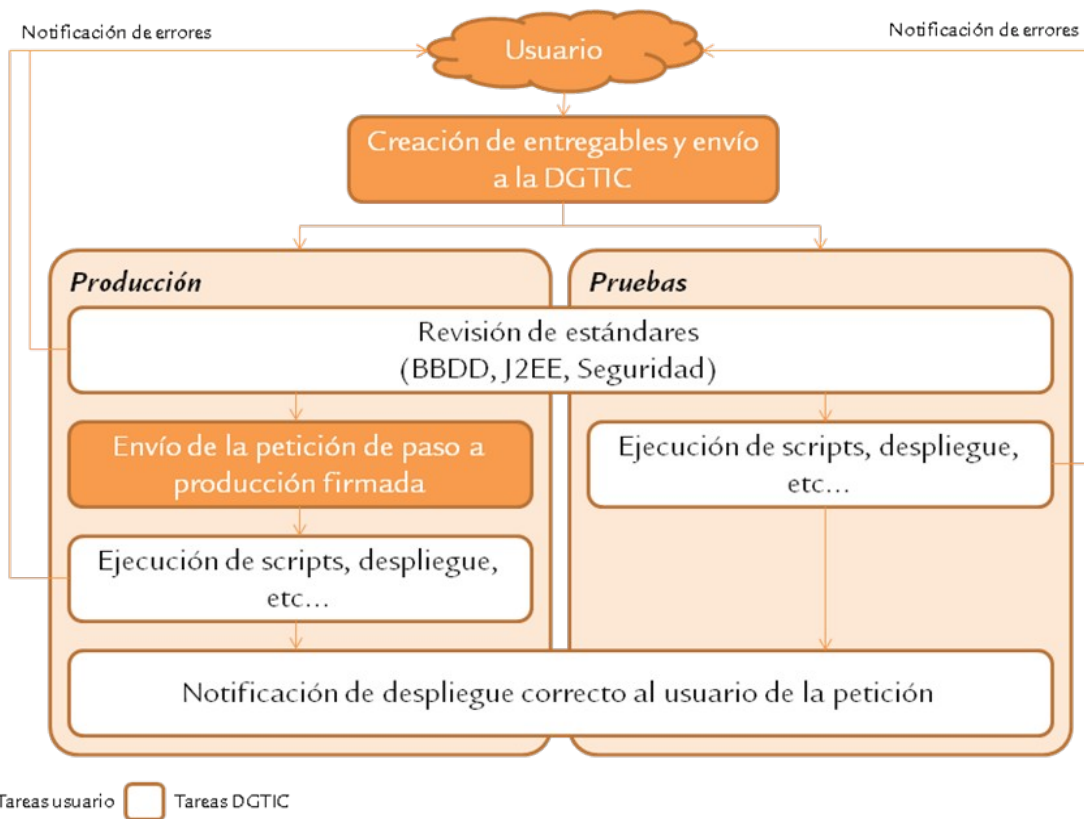 Notificación de errores
Notificación de errores
Usuario
Creación de entregables y envío
a la DGTIC
Producción
Pruebas
Revisión de estándares
(BBDD, J2EE, Seguridad)
Envío de la petición de paso a
producción firmada
Ejecución de scripts, despliegue,
etc...
Ejecución de scripts, despliegue,
etc...
Notificación de despliegue correcto al usuario de la petición
Tareas usuario
Tareas DGTIC